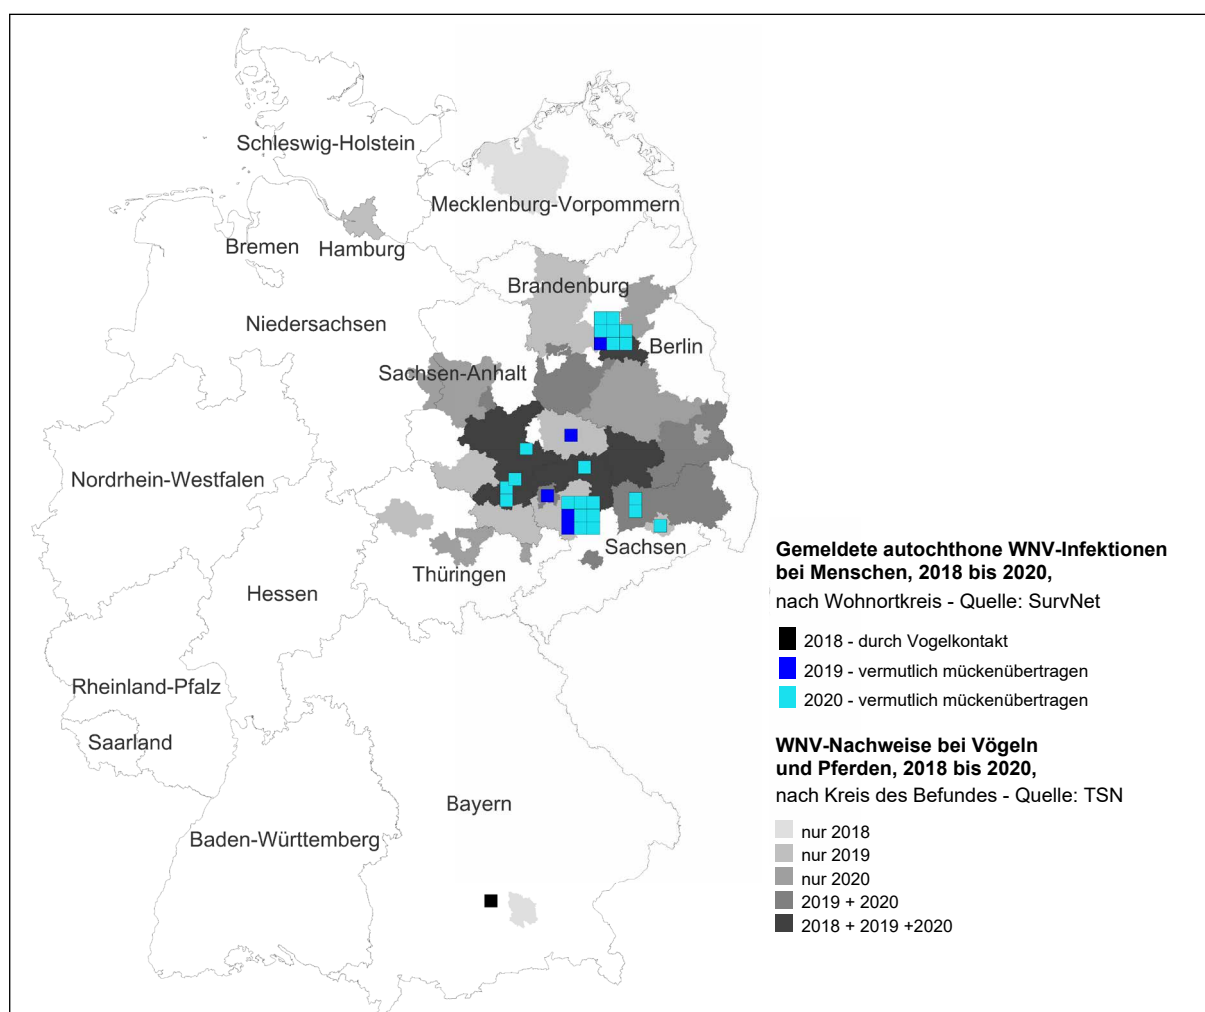 Schleswig-Holstein
Mecklenburg-Vorpommern
Bremen
Hamburg
Brandenburg
Niedersachsen
Berlin
Sachsen-Anhalt
Nordrhein-Westfalen
Sachsen
Thüringen
Hessen
Rheinland-Pfalz
Saarland
Bayern
Baden-Württemberg
Gemeldete autochthone WNV-Infektionen
bei Menschen, 2018 bis 2020,
nach Wohnortkreis - Quelle: SurvNet
2018 - durch Vogelkontakt
2019 - vermutlich mückenübertragen
2020 - vermutlich mückenübertragen
WNV-Nachweise bei Vögeln
und Pferden, 2018 bis 2020,
nach Kreis des Befundes - Quelle: TSN
nur 2018
nur 2019
nur 2020
2019 + 2020
2018 + 2019 +2020